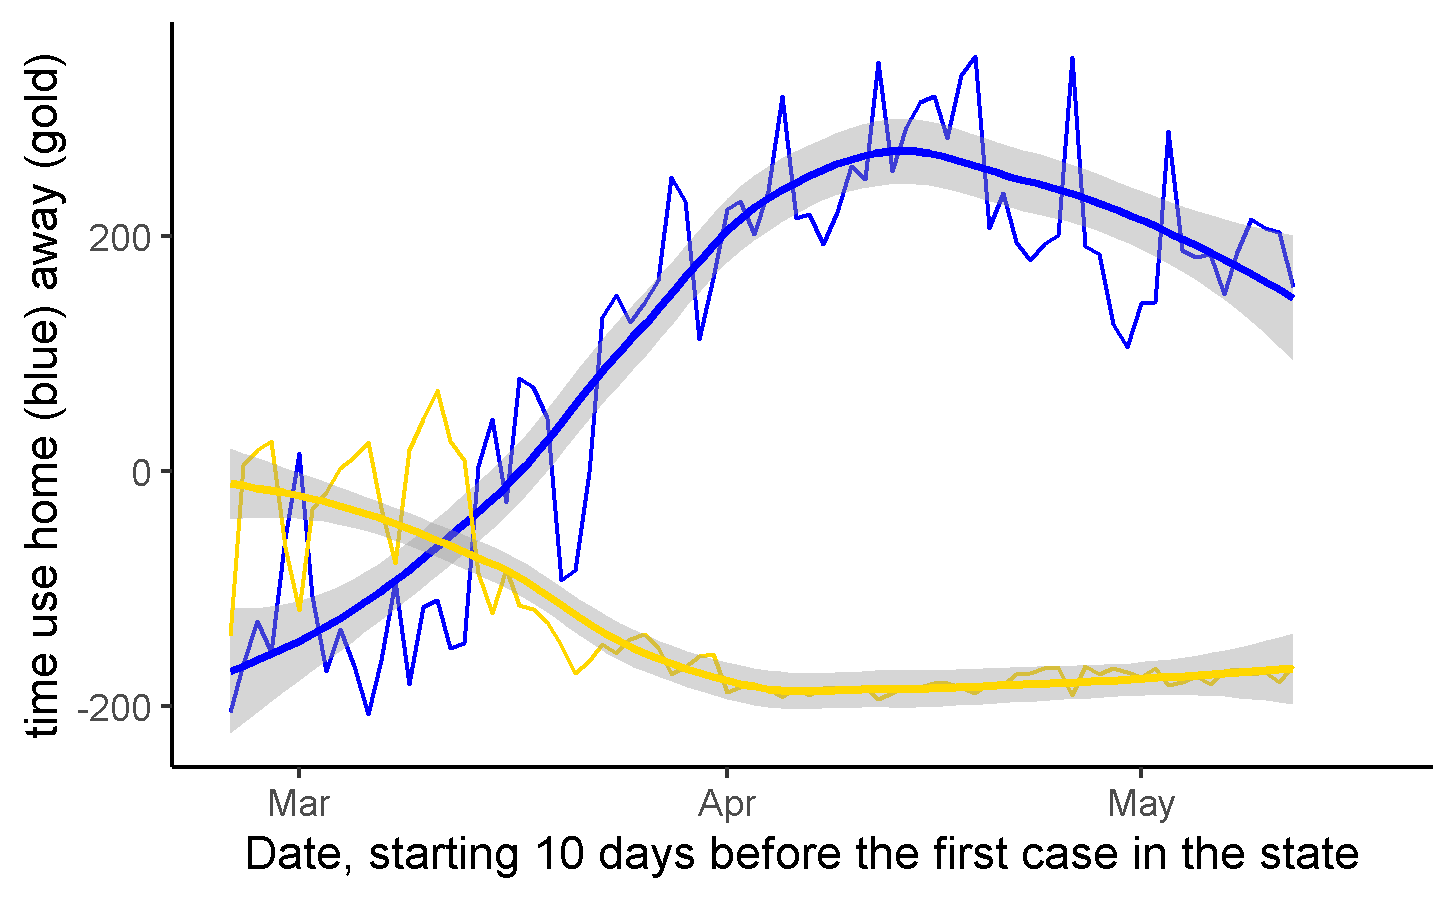 time use home (blue) away (gold)
200
0
-200
Mar Apr May
Date, starting 10 days before the first case in the state